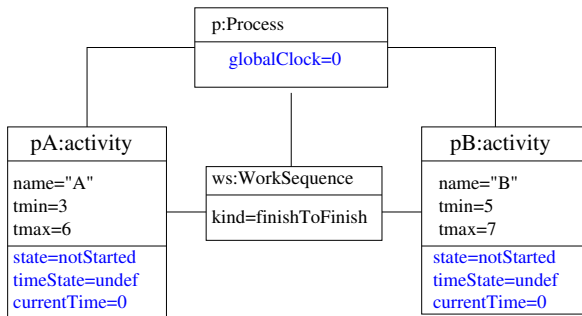 p:Process
globalClock=0
pA:activity
name="A"
tmin=3
tmax=6
state=notStarted
timeState=undef
currentTime=0
ws:WorkSequence
kind=finishToFinish
pB:activity
name="B"
tmin=5
tmax=7
state=notStarted
timeState=undef
currentTime=0